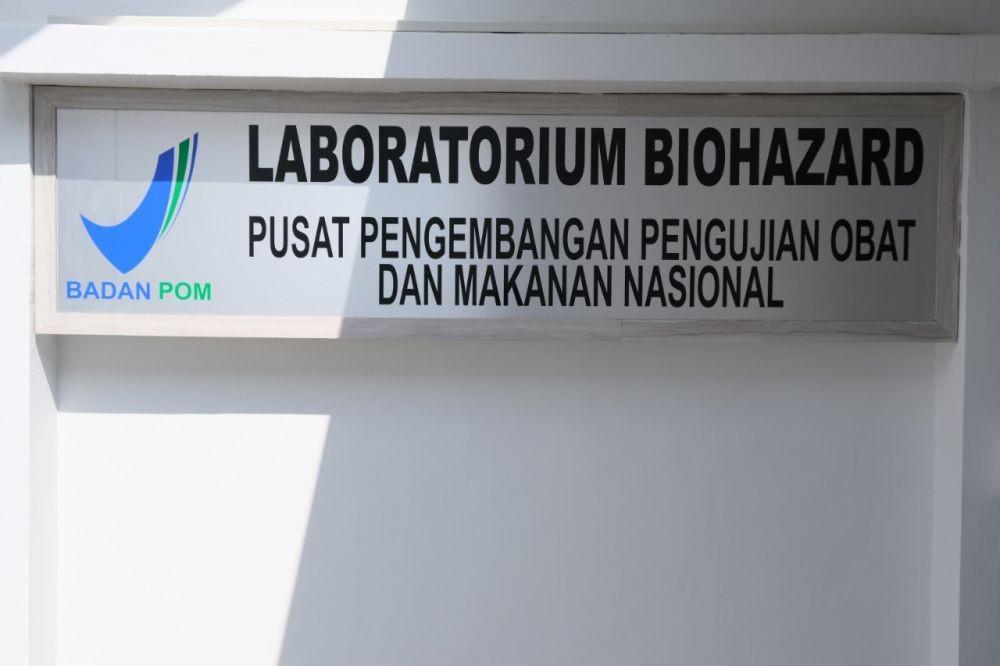 LABORATORIUM BIOHAZARD
PUSAT PENGEMBANGAN PENGUJIAN OBAT
DAN MAKANAN NASIONAL
BADAN POM